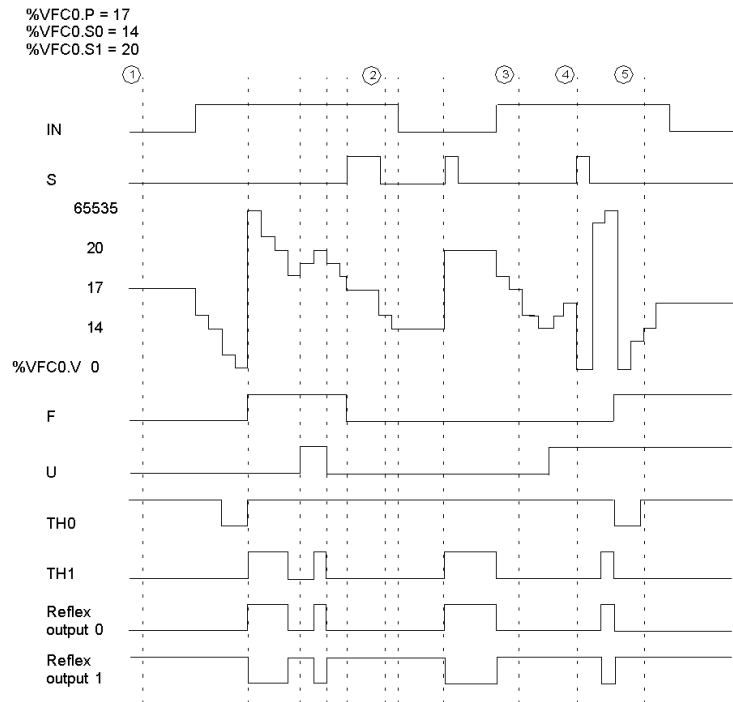 %VFC0.P = 17
%VFC0.S0 = 14
%VFC0.S1 = 20
1 2 3 4 5
IN
S
65535
20
17
14
%VFC0.V 0
F
U
TH0
TH1
Reflex
output 0
Reflex
output 1